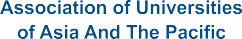 Association of Universities
of Asia And The Pacific